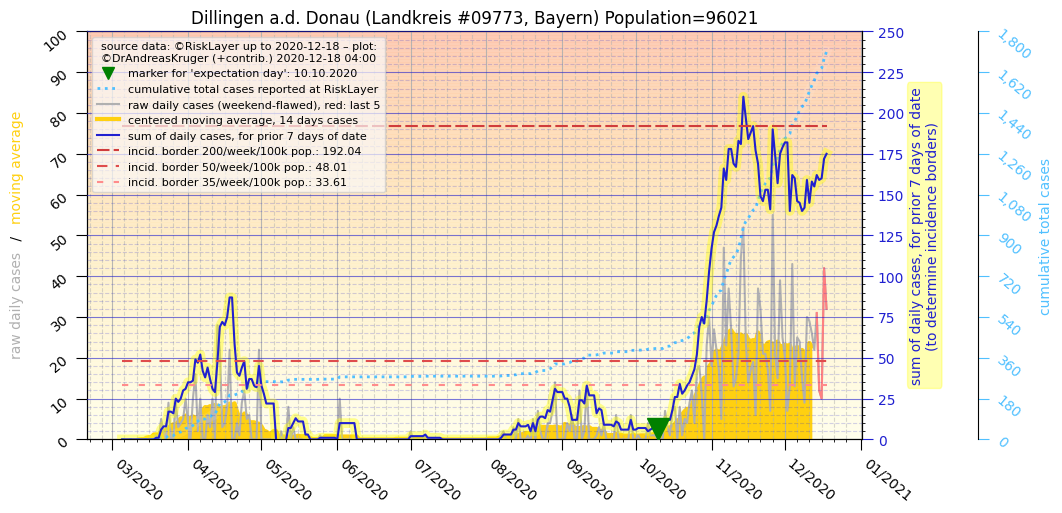 Dillingen a.d. Donau (Landkreis #09773, Bayern) Population=96021
source data: ©RiskLayer up to 2020-12-18 – plot:
©DrAndreasKruger (+contrib.) 2020-12-18 04:00
marker for 'expectation day': 10.10.2020
cumulative total cases reported at RiskLayer
raw daily cases (weekend-flawed), red: last 5
centered moving average, 14 days cases
sum of daily cases, for prior 7 days of date
incid. border 200/week/100k pop.: 192.04
incid. border 50/week/100k pop.: 48.01
incid. border 35/week/100k pop.: 33.61
raw daily cases / moving average
100
90
80
70
60
50
40
30
20
10
0
03/2020
04/2020
05/2020
06/2020
07/2020
08/2020
09/2020
10/2020
11/2020
12/2020
01/2021
250
225
200
175
150
125
100
75
50
25
0
sum of daily cases, for prior 7 days of date
(to determine incidence borders)
1,800
1,620
1,440
1,260
1,080
900
720
540
360
180
0
cumulative total cases